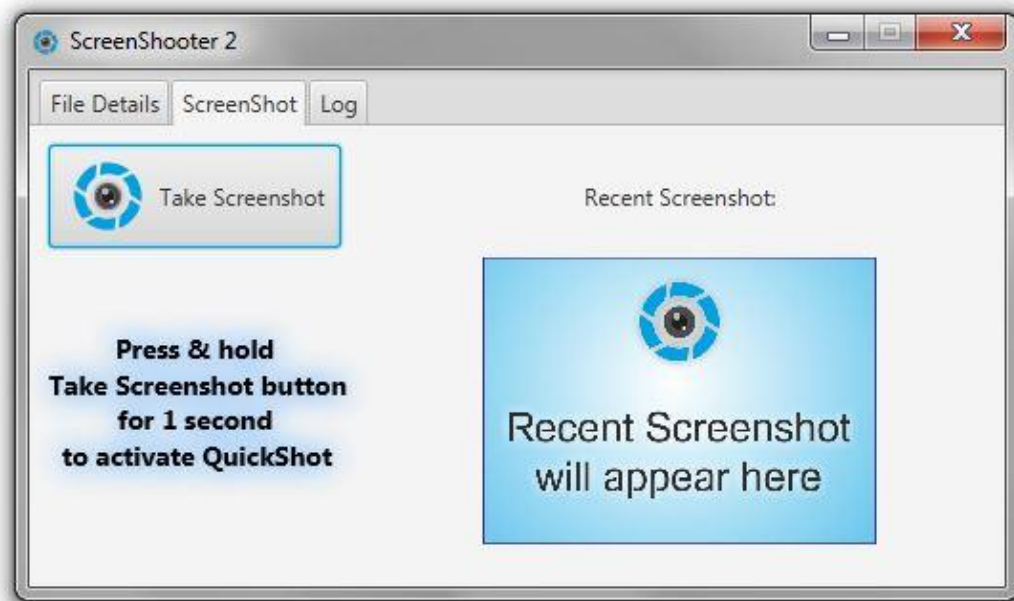 ScreenShooter 2
File Details ScreenShot Log
Take Screenshot
Recent Screenshot:
Press & hold
Take Screenshot button
for 1 second
to activate QuickShot
Recent Screenshot
will appear here